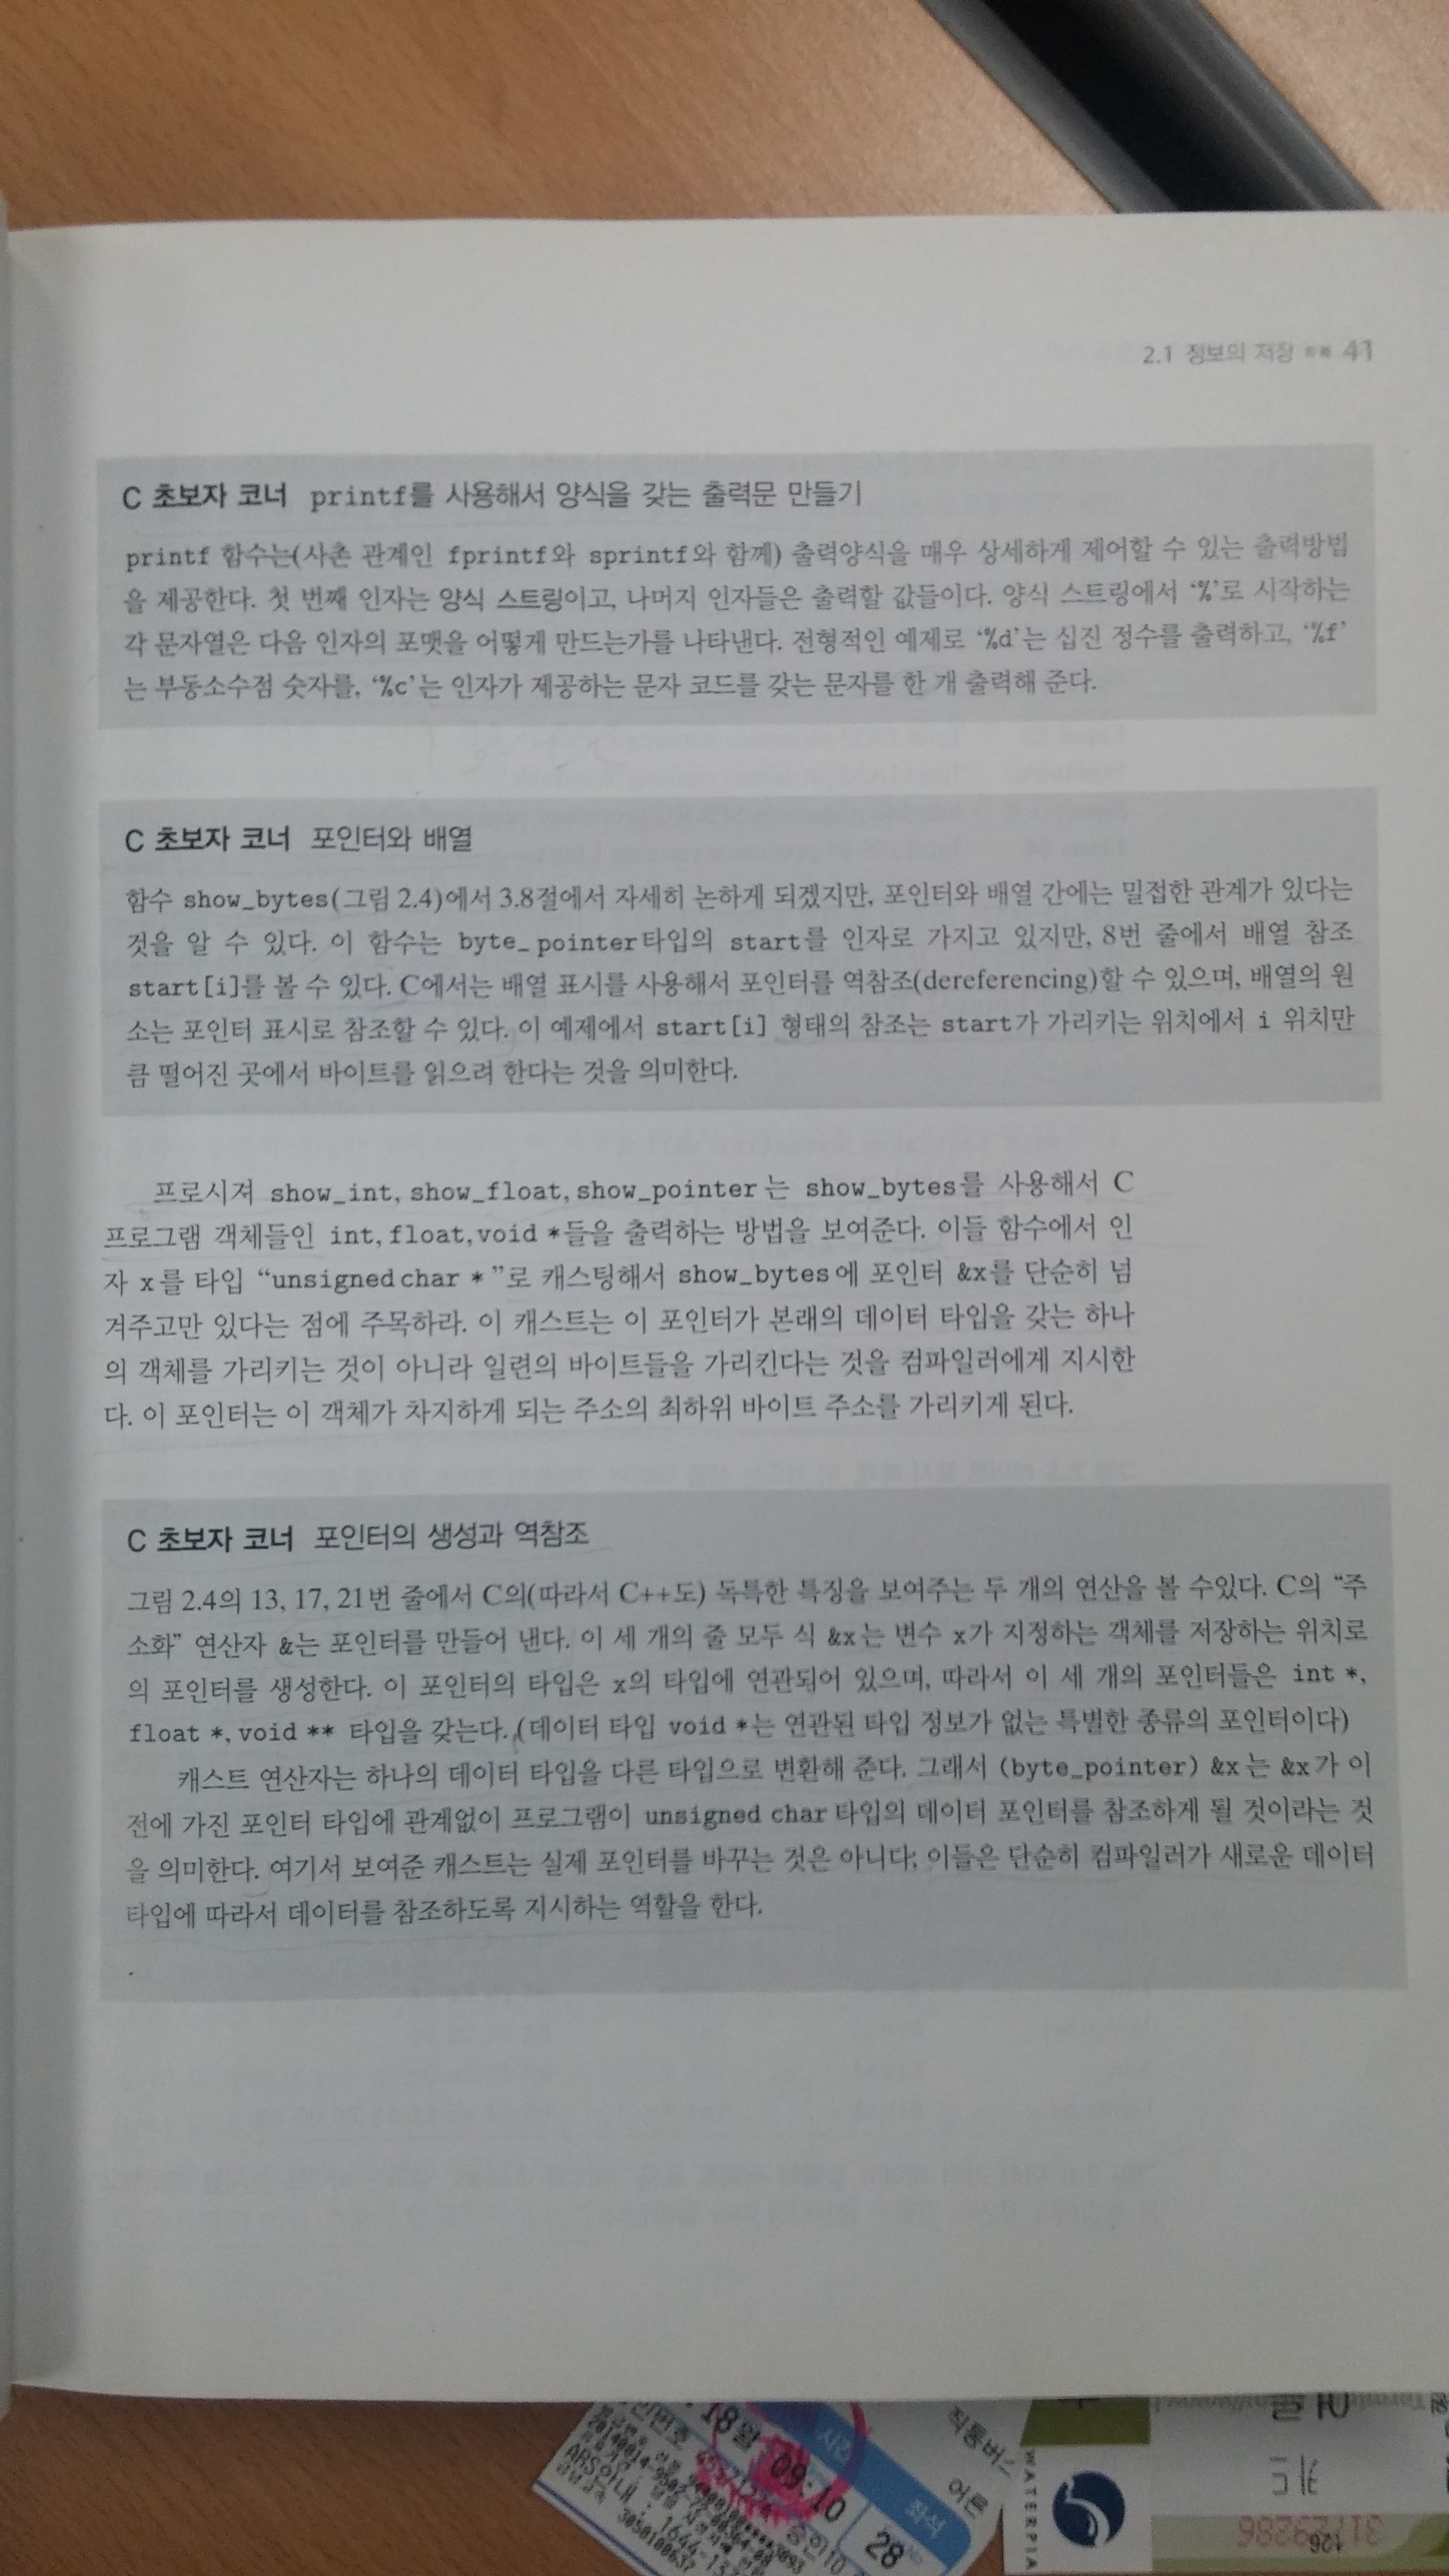 2.1 정보의 저장 ■■ 41
C 초보자 코너 printf를 사용해서 양식을 갖는 출력문 만들기
printf 함수는(사촌 관계인 fprintf와 sprintf와 함께) 출력양식을 매우 상세하게 제어할 수 있는 출력방법
을 제공한다. 첫 번째 인자는 양식 스트링이고, 나머지 인자들은 출력할 값들이다. 양식 스트링에서 ‘%’로 시작하는
각 문자열은 다음 인자의 포맷을 어떻게 만드는가를 나타낸다. 전형적인 예제로 ‘%d’는 십진 정수를 출력하고, ‘%f’
는 부동소수점 숫자를, ‘%c’는 인자가 제공하는 문자 코드를 갖는 문자를 한 개 출력해 준다.
C 초보자 코너 포인터와 배열
함수 show_bytes(그림 2.4)에서 3.8절에서 자세히 논하게 되겠지만, 포인터와 배열 간에는 밀접한 관계가 있다는
것을 알 수 있다. 이 함수는 byte_pointer타입의 start를 인자로 가지고 있지만, 8번 줄에서 배열 참조
start[i]를 볼 수 있다. C에서는 배열 표시를 사용해서 포인터를 역참조(dereferencing)할 수 있으며, 배열의 원
소는 포인터 표시로 참조할 수 있다. 이 예제에서 start[i] 형태의 참조는 start가 가리키는 위치에서 i 위치만
큼 떨어진 곳에서 바이트를 읽으려 한다는 것을 의미한다.
프로시져 show_int, show_float, show_pointer는 show_bytes를 사용해서 C
프로그램 객체들인 int, float, void *들을 출력하는 방법을 보여준다. 이들 함수에서 인
자 x를 타입 “unsigned char *”로 캐스팅해서 show_bytes에 포인터 &x를 단순히 넘
겨주고만 있다는 점에 주목하라. 이 캐스트는 이 포인터가 본래의 데이터 타입을 갖는 하나
의 객체를 가리키는 것이 아니라 일련의 바이트들을 가리킨다는 것을 컴파일러에게 지시한
다. 이 포인터는 이 객체가 차지하게 되는 주소의 최하위 바이트 주소를 가리키게 된다.
C 초보자 코너 포인터의 생성과 역참조
그림 2.4의 13, 17, 21번 줄에서 C의(따라서 C++도) 독특한 특징을 보여주는 두 개의 연산을 볼 수있다. C의 “주
소화” 연산자 &는 포인터를 만들어 낸다. 이 세 개의 줄 모두 식 &x는 변수 x가 지정하는 객체를 저장하는 위치로
의 포인터를 생성한다. 이 포인터의 타입은 x의 타입에 연관되어 있으며, 따라서 이 세 개의 포인터들은 int *,
float *, void ** 타입을 갖는다. (데이터 타입 void *는 연관된 타입 정보가 없는 특별한 종류의 포인터이다)
캐스트 연산자는 하나의 데이터 타입을 다른 타입으로 변환해 준다. 그래서 (byte_pointer) &x는 &x가 이
전에 가진 포인터 타입에 관계없이 프로그램이 unsigned char 타입의 데이터 포인터를 참조하게 될 것이라는 것
을 의미한다. 여기서 보여준 캐스트는 실제 포인터를 바꾸는 것은 아니다; 이들은 단순히 컴파일러가 새로운 데이터
타입에 따라서 데이터를 참조하도록 지시하는 역할을 한다.
18월
시간
09:10
좌석
28
직통버스
어른
ARS안내 : 1644-13
WATERPIA
카드